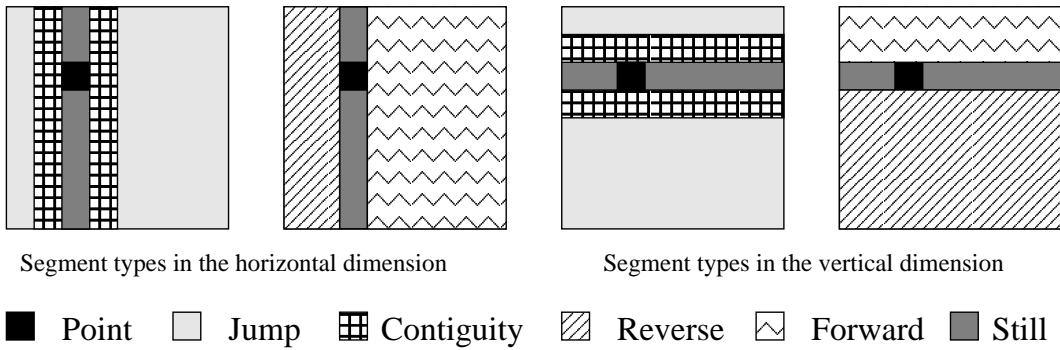 Segment types in the horizontal dimension
Segment types in the vertical dimension
Point Jump Contiguity Reverse Forward Still